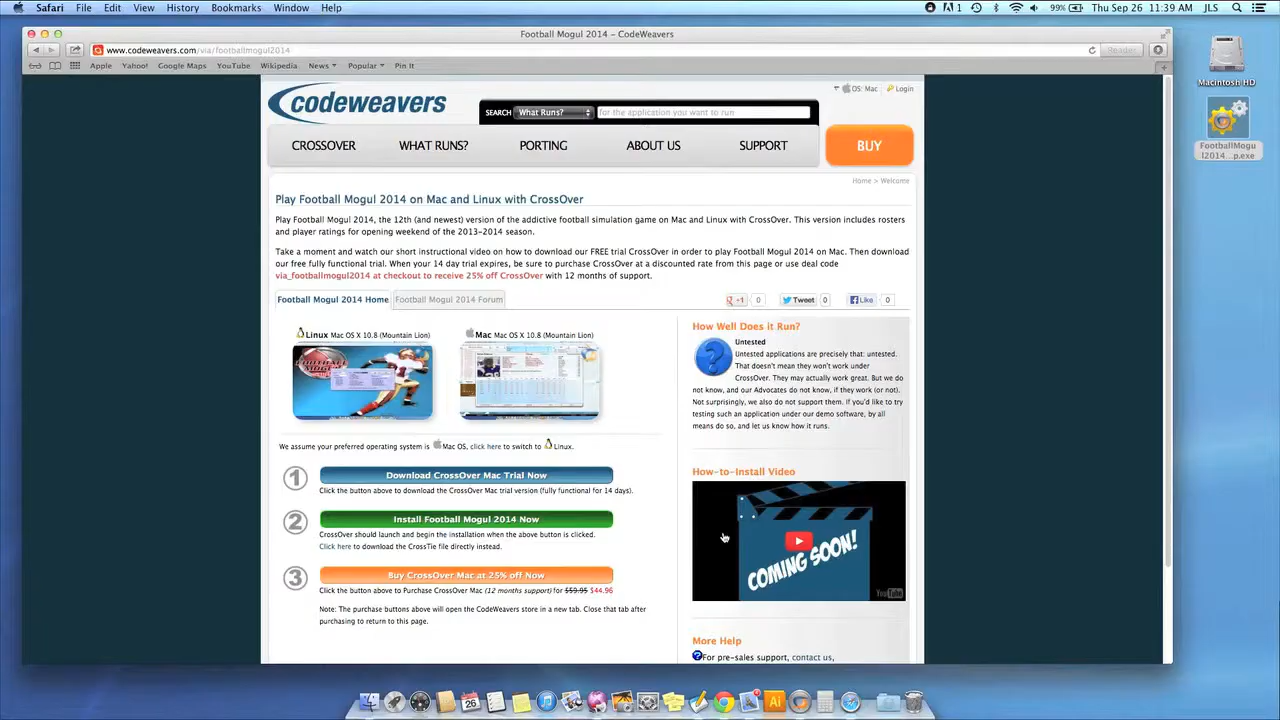 Safari File Edit View History Bookmarks Window Help 1 99% Thu Sep 26 11:39 AM JLS
Football Mogul 2014 – CodeWeavers
www.codeweavers.com/via/footballmogul2014 Reader
Apple Yahoo! Google Maps YouTube Wikipedia News Popular Pin It
Macintosh HD
FootballMogu
l2014...p.exe
codeweavers
OS: Mac Login
SEARCH What Runs? for the application you want to run
CROSSOVER WHAT RUNS? PORTING ABOUT US SUPPORT BUY
Home > Welcome
Play Football Mogul 2014 on Mac and Linux with CrossOver
Play Football Mogul 2014, the 12th (and newest) version of the addictive football simulation game on Mac and Linux with CrossOver. This version includes rosters
and player ratings for opening weekend of the 2013-2014 season.
Take a moment and watch our short instructional video on how to download our FREE trial CrossOver in order to play Football Mogul 2014 on Mac. Then download
our free fully functional trial. When your 14 day trial expires, be sure to purchase CrossOver at a discounted rate from this page or use deal code
via_footballmogul2014 at checkout to receive 25% off CrossOver with 12 months of support.
Football Mogul 2014 Home Football Mogul 2014 Forum
+1 0 Tweet 0 Like 0
Linux Mac OS X 10.8 (Mountain Lion) Mac Mac OS X 10.8 (Mountain Lion)
We assume your preferred operating system is Mac OS, click here to switch to Linux.
1 Download CrossOver Mac Trial Now
Click the button above to download the CrossOver Mac trial version (fully functional for 14 days).
2 Install Football Mogul 2014 Now
CrossOver should launch and begin the installation when the above button is clicked.
Click here to download the CrossTie file directly instead.
3 Buy CrossOver Mac at 25% off Now
Click the button above to Purchase CrossOver Mac (12 months support) for $59.95 $44.96
Note: The purchase buttons above will open the CodeWeavers store in a new tab. Close that tab after
purchasing to return to this page.
How Well Does it Run?
Untested
Untested applications are precisely that: untested.
That doesn't mean they won't work under
CrossOver. They may actually work great. But we do
not know, and our Advocates do not know, if they work (or not).
Not surprisingly, we also do not support them. If you'd like to try
testing such an application under our demo software, by all
means do so, and let us know how it runs.
How-to-Install Video
COMING SOON!
YouTube
More Help
For pre-sales support, contact us,
26
Ai